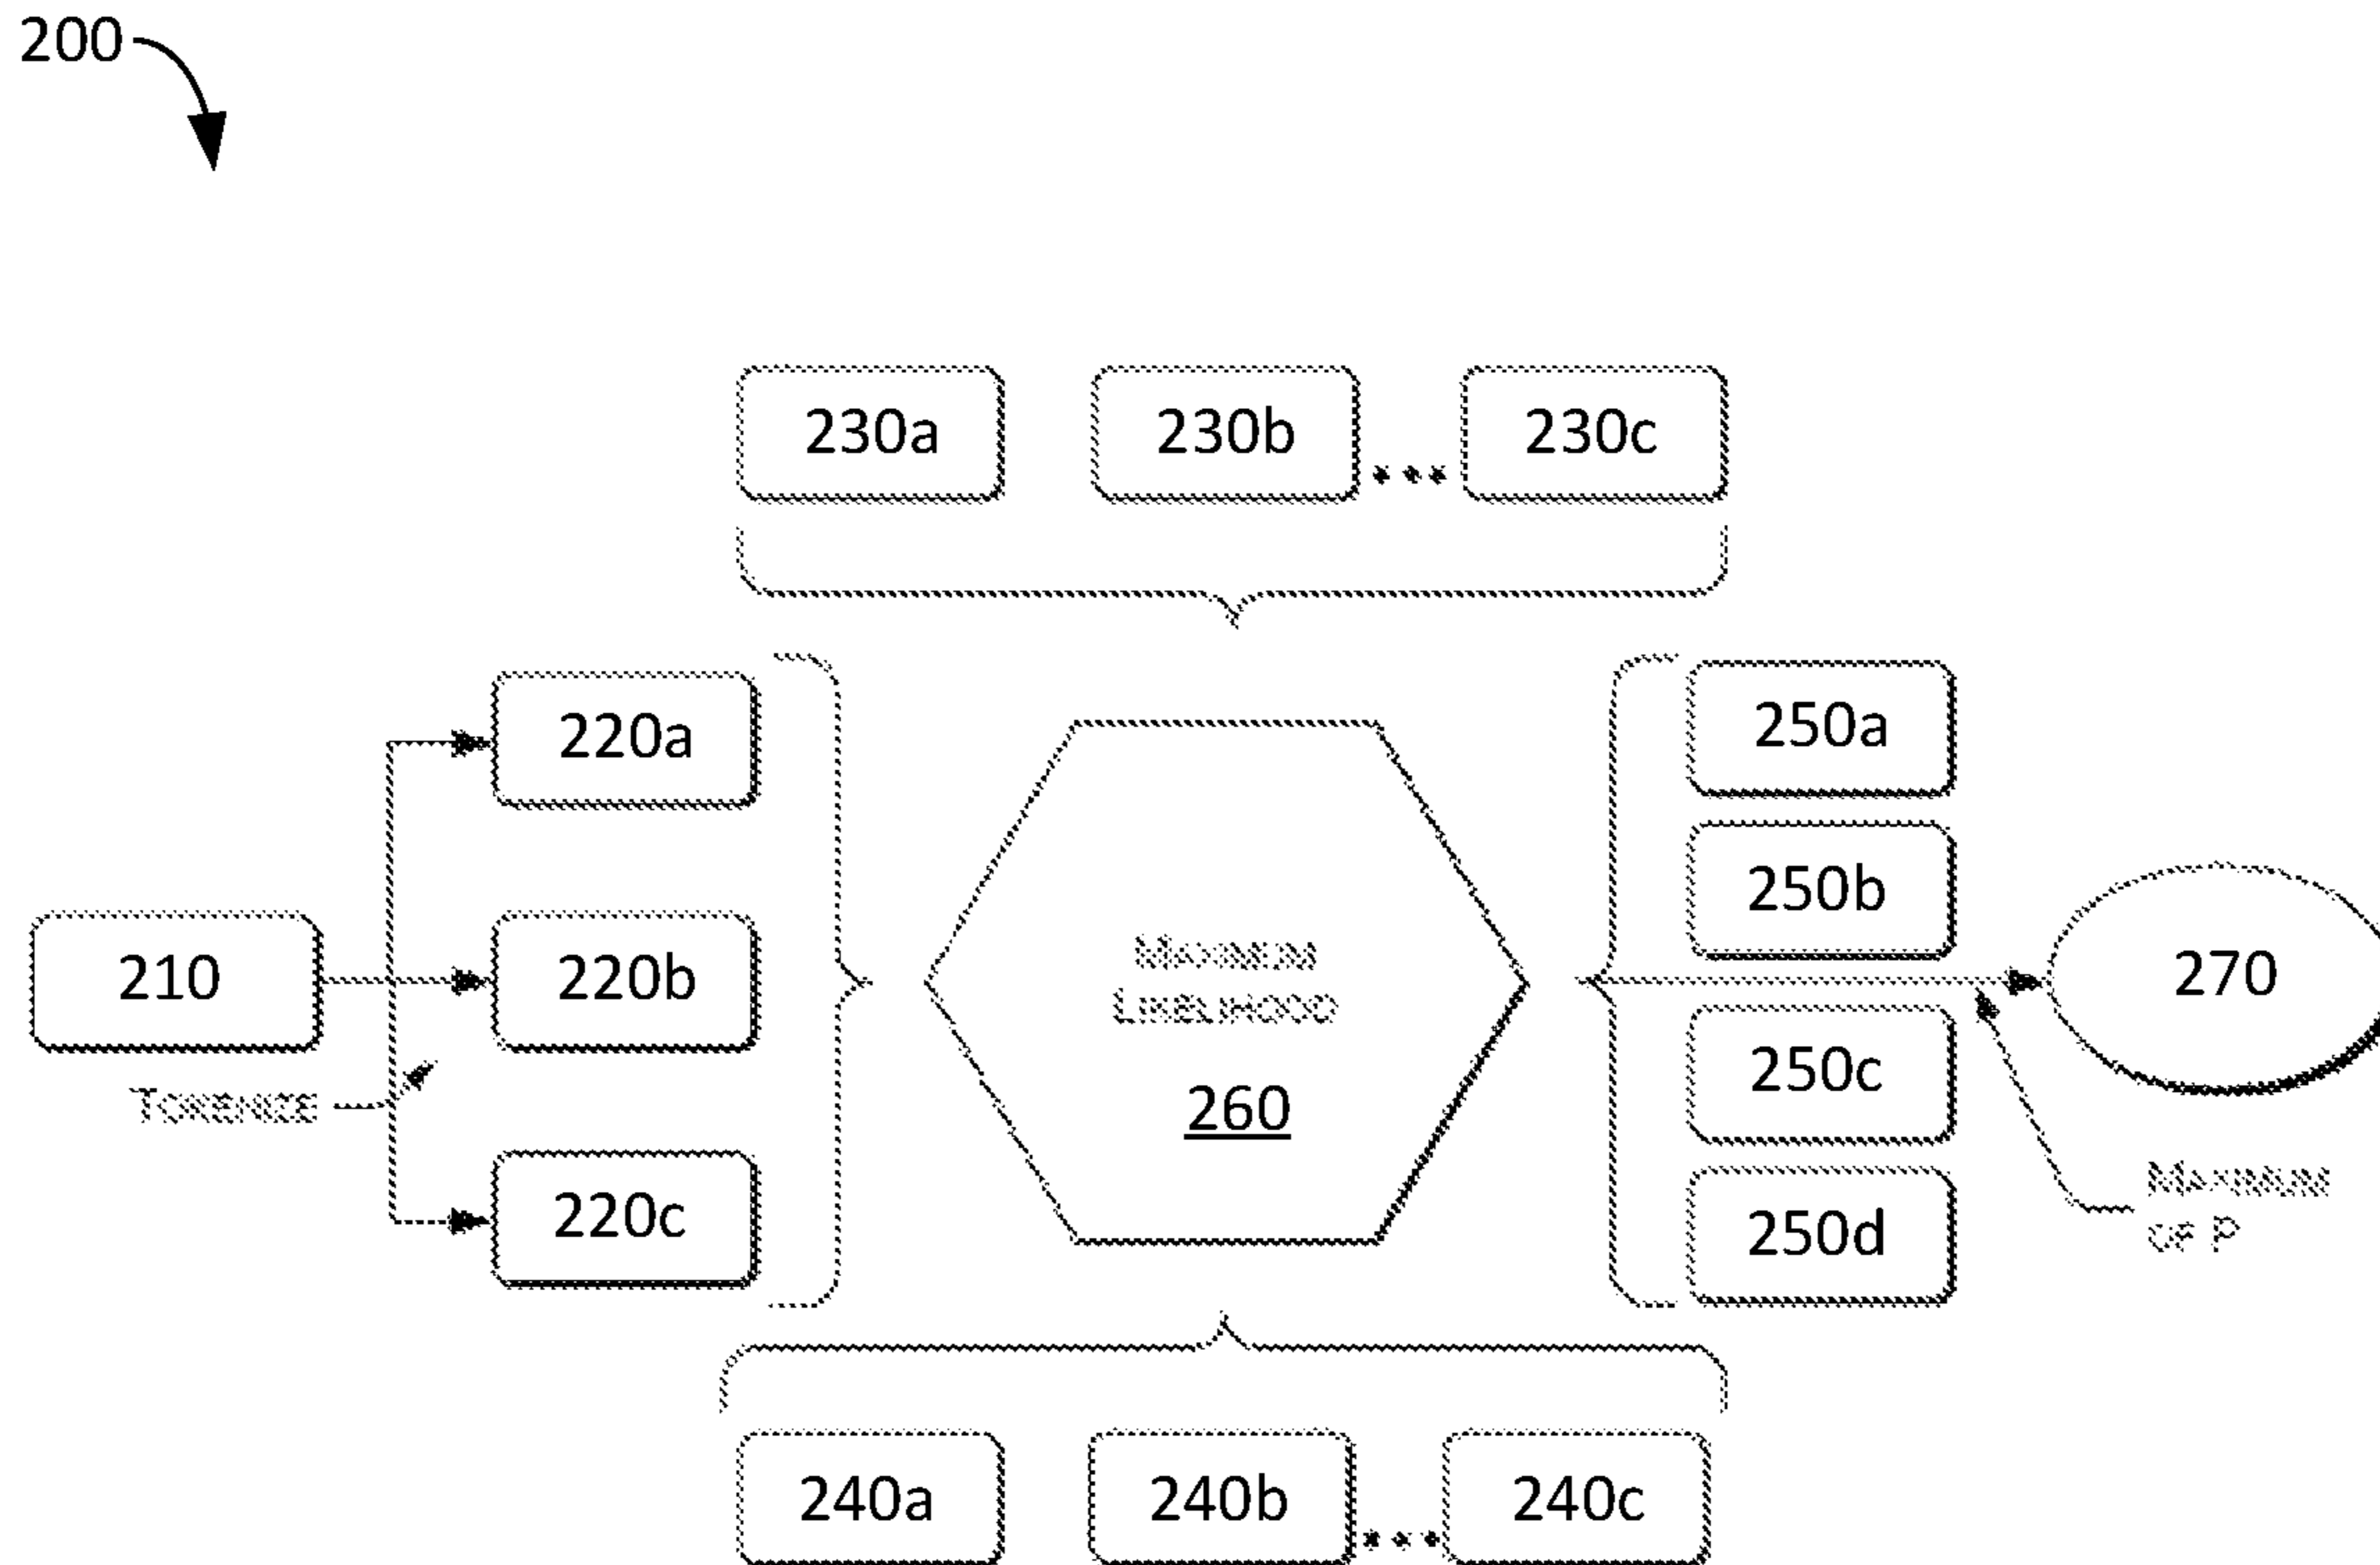 200
230a 230b 230c
220a
250a
250b
210
220b
MAXIMUM
LIKELIHOOD
270
250c
TOKENIZE
260
220c
250d
MAXIMUM
OF P
240a 240b 240c